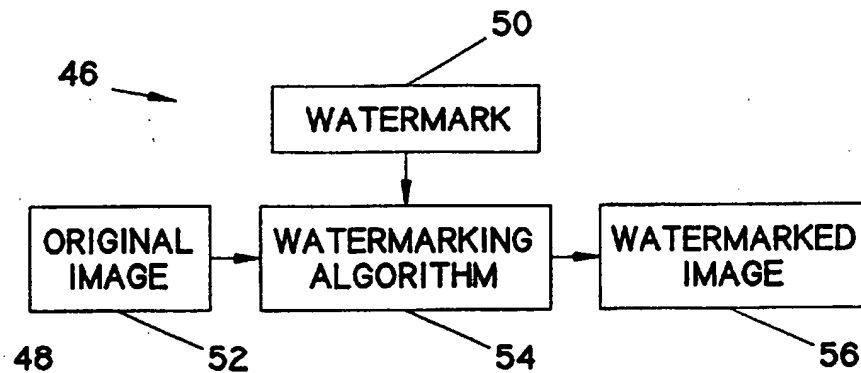 50
46
WATERMARK
ORIGINAL
IMAGE
WATERMARKING
ALGORITHM
WATERMARKED
IMAGE
48
52
54
56